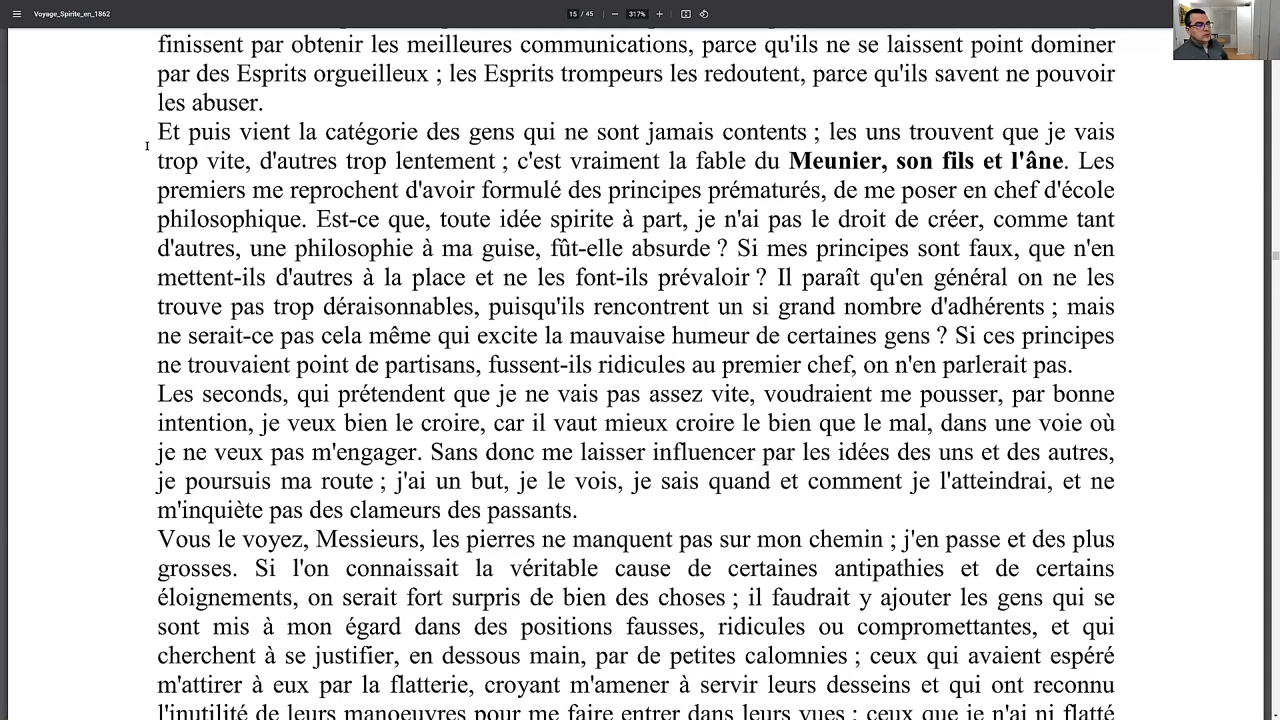 Voyage_Spirite_en_1862
15 / 45
317%
finissent par obtenir les meilleures communications, parce qu'ils ne se laissent point dominer
par des Esprits orgueilleux ; les Esprits trompeurs les redoutent, parce qu'ils savent ne pouvoir
les abuser.
Et puis vient la catégorie des gens qui ne sont jamais contents ; les uns trouvent que je vais
trop vite, d'autres trop lentement ; c'est vraiment la fable du Meunier, son fils et l'âne. Les
premiers me reprochent d'avoir formulé des principes prématurés, de me poser en chef d'école
philosophique. Est-ce que, toute idée spirite à part, je n'ai pas le droit de créer, comme tant
d'autres, une philosophie à ma guise, fût-elle absurde ? Si mes principes sont faux, que n'en
mettent-ils d'autres à la place et ne les font-ils prévaloir ? Il paraît qu'en général on ne les
trouve pas trop déraisonnables, puisqu'ils rencontrent un si grand nombre d'adhérents ; mais
ne serait-ce pas cela même qui excite la mauvaise humeur de certaines gens ? Si ces principes
ne trouvaient point de partisans, fussent-ils ridicules au premier chef, on n'en parlerait pas.
Les seconds, qui prétendent que je ne vais pas assez vite, voudraient me pousser, par bonne
intention, je veux bien le croire, car il vaut mieux croire le bien que le mal, dans une voie où
je ne veux pas m'engager. Sans donc me laisser influencer par les idées des uns et des autres,
je poursuis ma route ; j'ai un but, je le vois, je sais quand et comment je l'atteindrai, et ne
m'inquiète pas des clameurs des passants.
Vous le voyez, Messieurs, les pierres ne manquent pas sur mon chemin ; j'en passe et des plus
grosses. Si l'on connaissait la véritable cause de certaines antipathies et de certains
éloignements, on serait fort surpris de bien des choses ; il faudrait y ajouter les gens qui se
sont mis à mon égard dans des positions fausses, ridicules ou compromettantes, et qui
cherchent à se justifier, en dessous main, par de petites calomnies ; ceux qui avaient espéré
m'attirer à eux par la flatterie, croyant m'amener à servir leurs desseins et qui ont reconnu
l'inutilité de leurs manoeuvres pour me faire entrer dans leurs vues ; ceux que je n'ai ni flatté